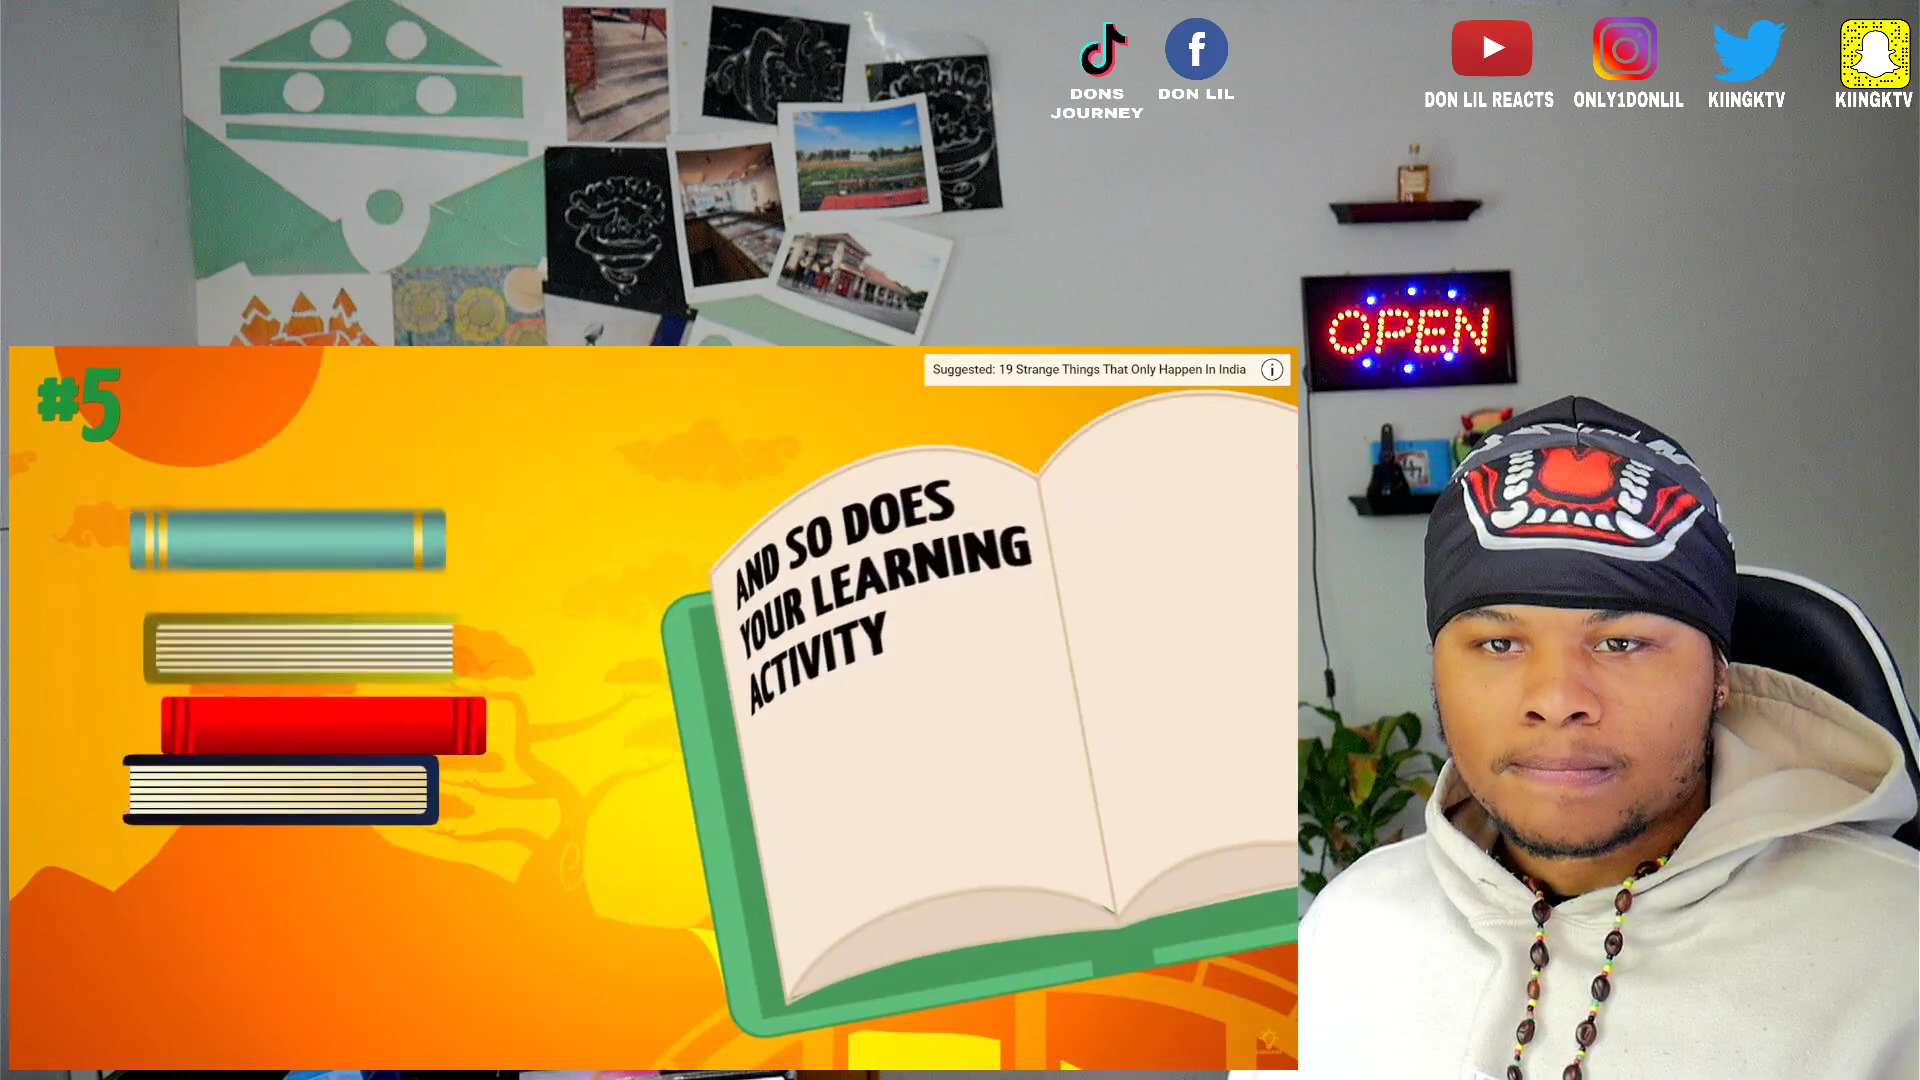 DONS
JOURNEY
DON LIL
DON LIL REACTS
ONLY1DONLIL
KIINGKTV
KIINGKTV
OPEN
#5
Suggested: 19 Strange Things That Only Happen In India
AND SO DOES
YOUR LEARNING
ACTIVITY